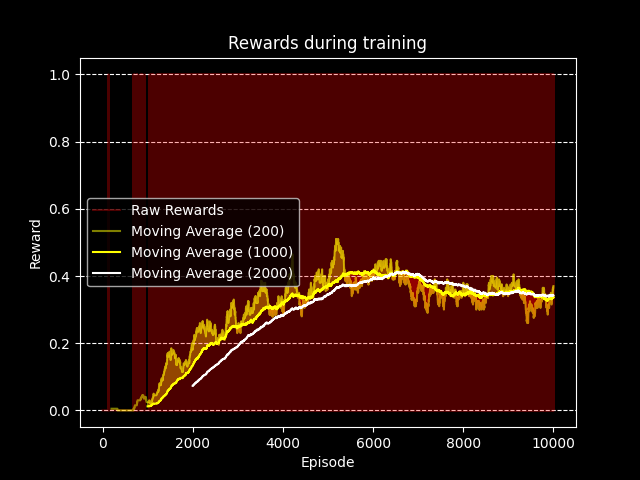 Rewards during training
1.0
0.8
0.6
0.4
0.2
0.0
Reward
Raw Rewards
Moving Average (200)
Moving Average (1000)
Moving Average (2000)
0 2000 4000 6000 8000 10000
Episode